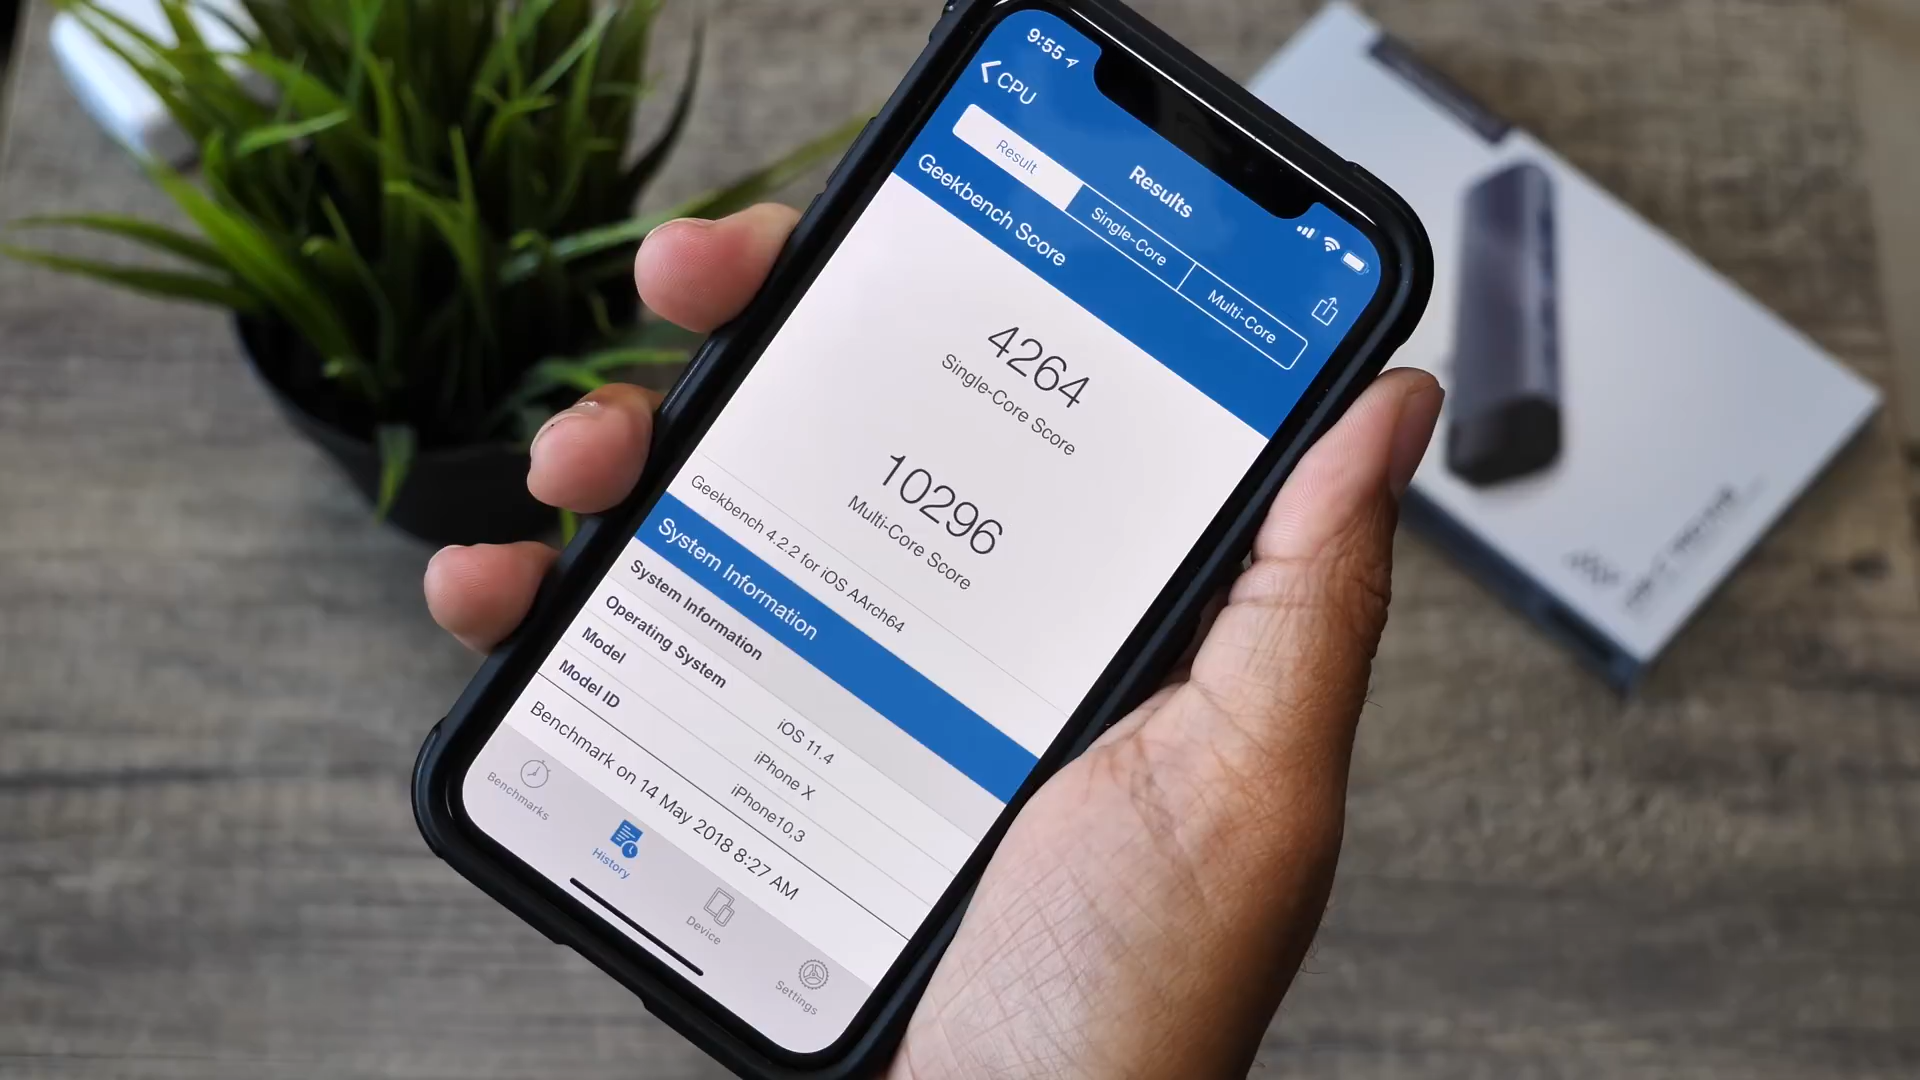 9:55
CPU
Results
Result
Single-Core
Multi-Core
Geekbench Score
4264
Single-Core Score
10296
Multi-Core Score
Geekbench 4.2.2 for iOS AArch64
System Information
System Information
Operating System
iOS 11.4
Model
iPhone X
Model ID
iPhone10,3
Benchmark on 14 May 2018 8:27 AM
Benchmarks
History
Device
Settings